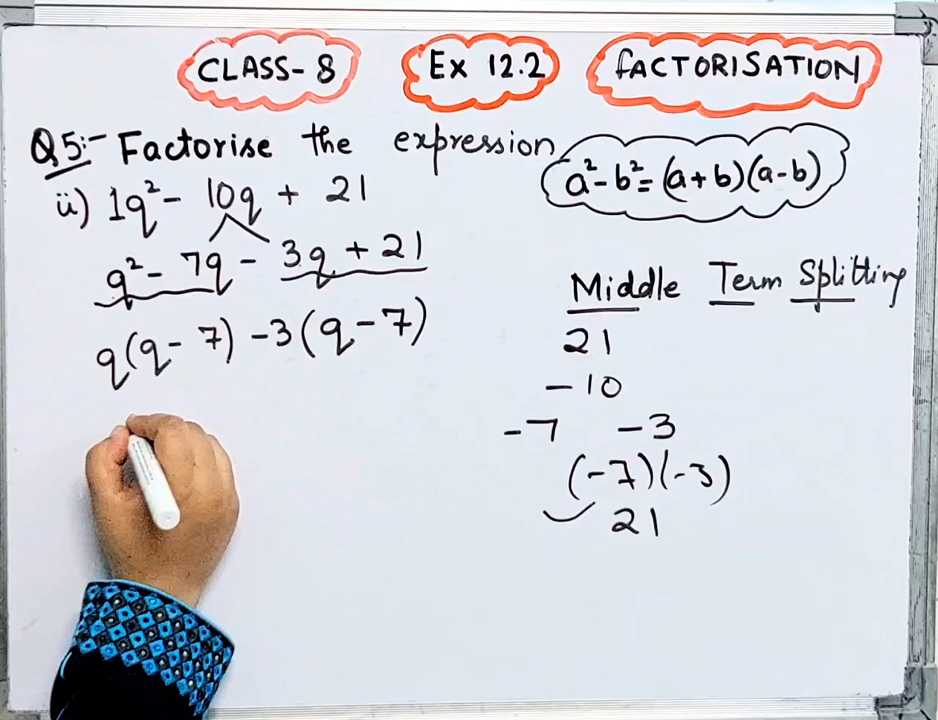 CLASS- 8 Ex 12.2 FACTORISATION
Q5:- Factorise the expression
a² - b² = (a + b)(a - b)
ii) 1q² - 10q + 21
q² - 7q - 3q + 21
q(q - 7) - 3(q - 7)
Middle Term Splitting
21
- 10
- 7 - 3
(-7)(-3)
21